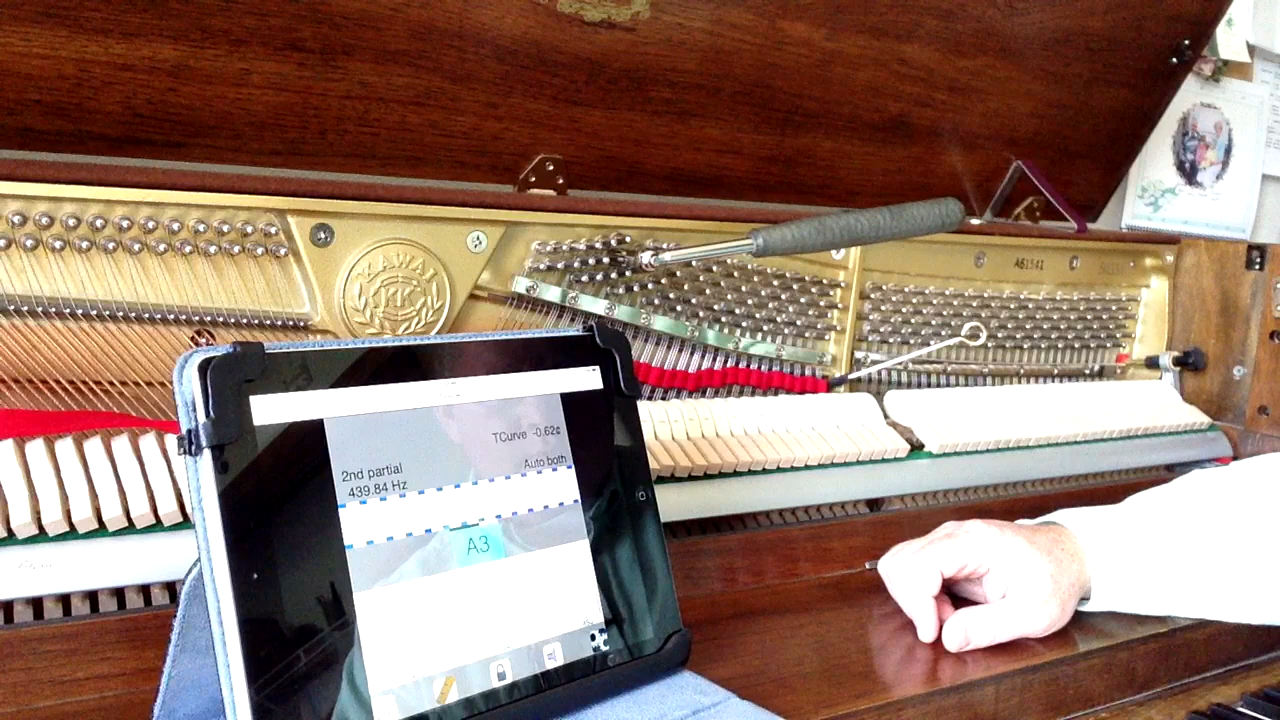 KAWAI
KK
A61541
TCurve -0.62¢
Auto both
2nd partial
439.84 Hz
A3